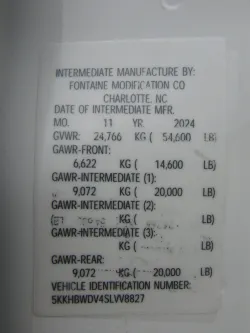 INTERMEDIATE MANUFACTURE BY:
FONTAINE MODIFICATION CO
CHARLOTTE, NC
DATE OF INTERMEDIATE MFR.
MO. 11 YR. 2024
GVWR: 24,766 KG ( 54,600 LB)
GAWR-FRONT:
6,622 KG ( 14,600 LB)
GAWR-INTERMEDIATE (1):
9,072 KG ( 20,000 LB)
GAWR-INTERMEDIATE (2):
KG ( LB)
GAWR-INTERMEDIATE (3):
KG ( LB)
GAWR-REAR:
9,072 KG ( 20,000 LB)
VEHICLE IDENTIFICATION NUMBER:
5KKHBWDV4SLVV8827